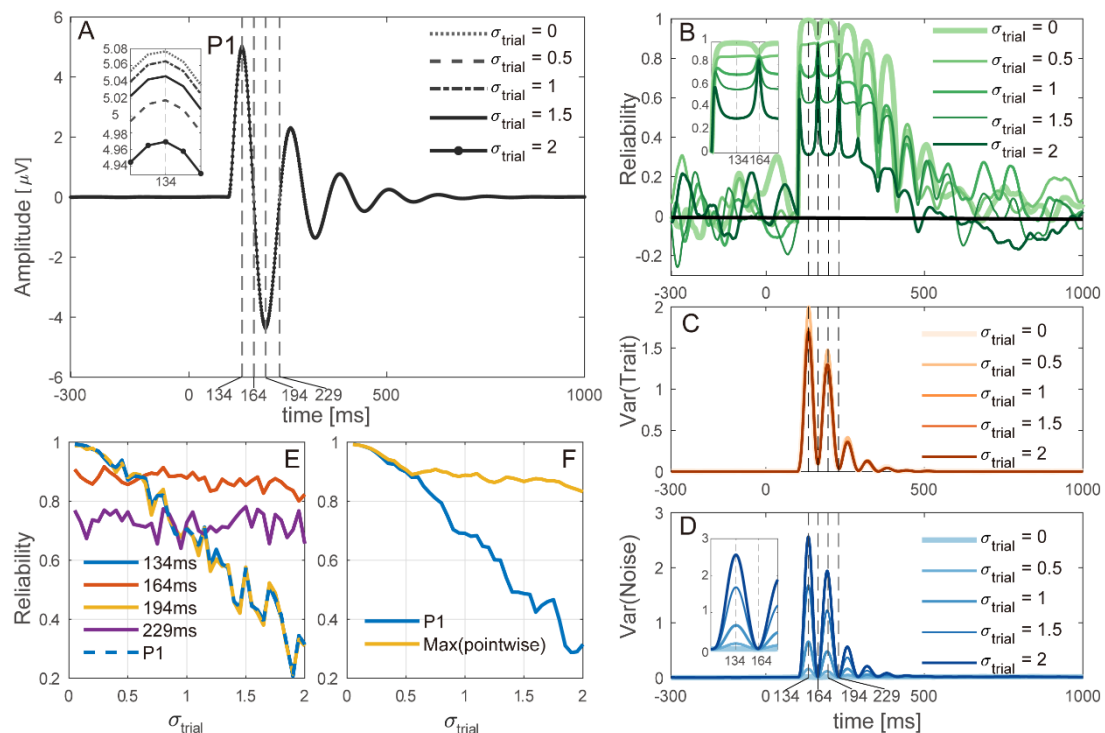 A
P1
σtrial = 0
σtrial = 0.5
σtrial = 1
σtrial = 1.5
σtrial = 2
5.08
5.06
5.04
5.02
5
4.98
4.96
4.94
134
6
4
2
0
-2
-4
-6
Amplitude [μV]
-300
0
500
1000
134
164
194
229
time [ms]
B
σtrial = 0
σtrial = 0.5
σtrial = 1
σtrial = 1.5
σtrial = 2
1
0.8
0.6
0.4
0.2
0
134
164
1
0.8
0.6
0.4
0.2
0
-0.2
Reliability
-300
0
500
1000
C
σtrial = 0
σtrial = 0.5
σtrial = 1
σtrial = 1.5
σtrial = 2
2
1.5
1
0.5
0
Var(Trait)
-300
0
500
1000
D
σtrial = 0
σtrial = 0.5
σtrial = 1
σtrial = 1.5
σtrial = 2
3
2
1
0
134
164
3
2
1
0
Var(Noise)
-300
0
134
164
194
229
500
1000
time [ms]
E
1
0.8
0.6
0.4
0.2
Reliability
134ms
164ms
194ms
229ms
P1
0
0.5
1
1.5
2
σtrial
F
1
0.8
0.6
0.4
0.2
P1
Max(pointwise)
0
0.5
1
1.5
2
σtrial